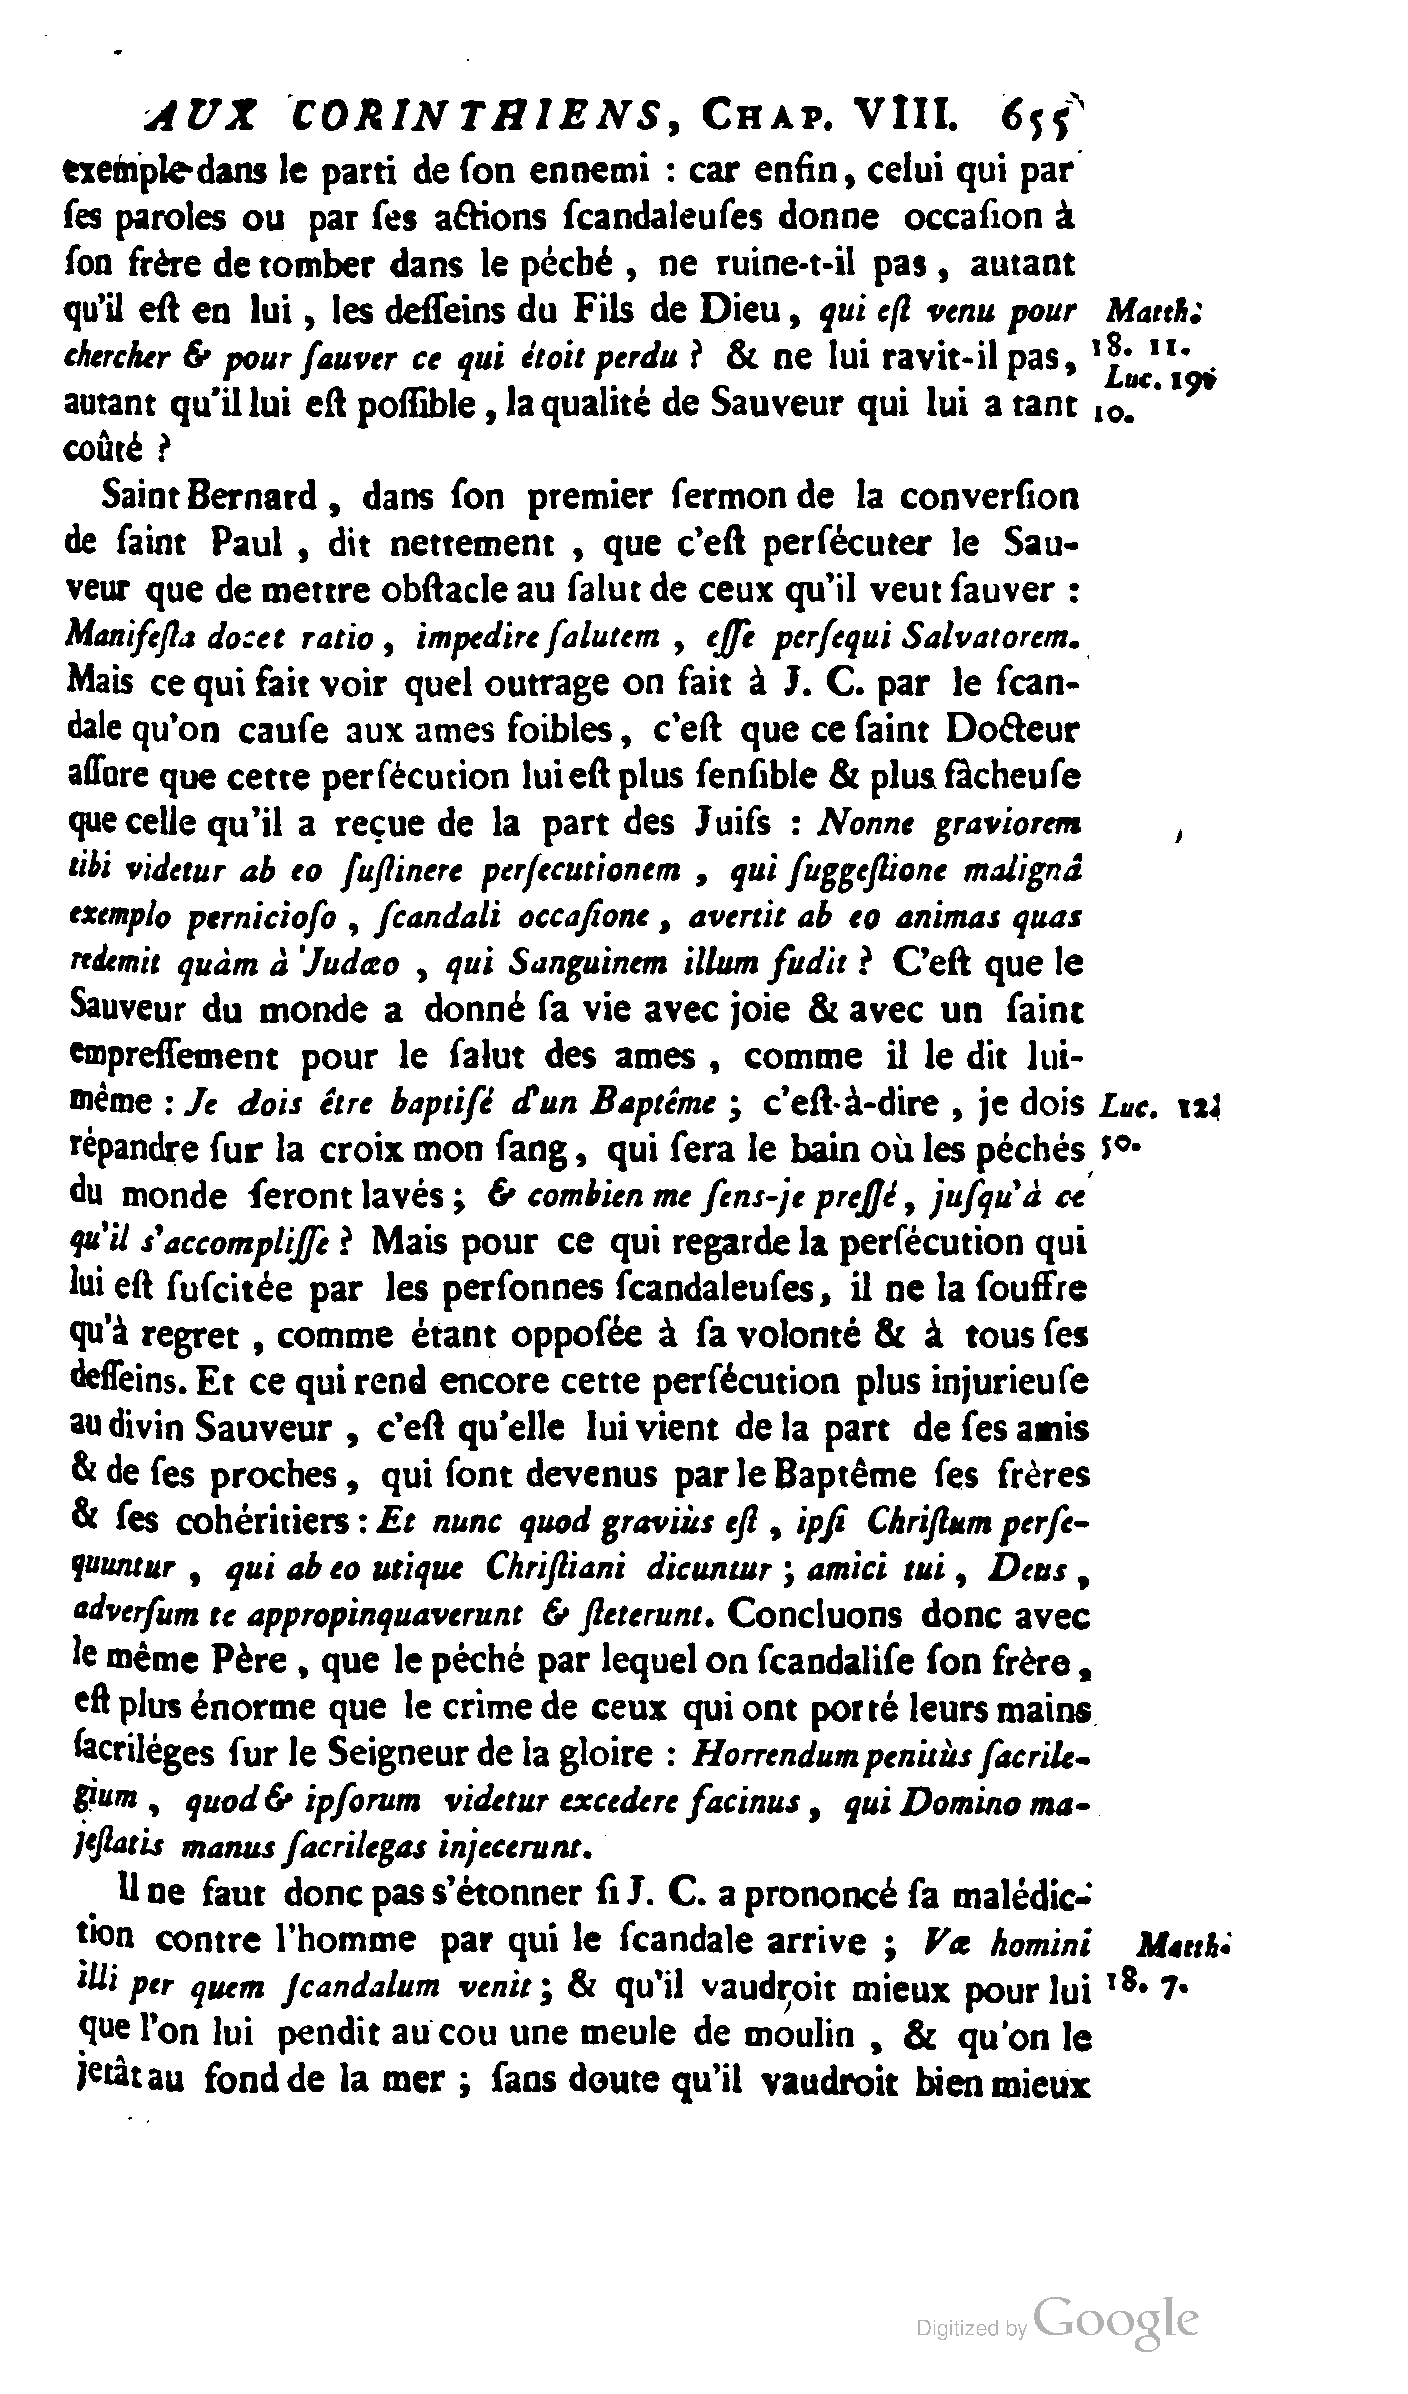 AUX CORINTHIENS, CHAP. VIII. 655
exemple dans le parti de ſon ennemi : car enfin, celui qui par
ſes paroles ou par ſes actions ſcandaleuſes donne occaſion à
ſon frère de tomber dans le péché , ne ruine-t-il pas , autant
qu'il eſt en lui , les deſſeins du Fils de Dieu , qui eſt venu pour
Matth.
chercher & pour ſauver ce qui étoit perdu ? & ne lui ravit-il pas,
18. 11.
Luc. 19.
autant qu'il lui eſt poſſible , la qualité de Sauveur qui lui a tant
10.
coûté ?
Saint Bernard , dans ſon premier ſermon de la converſion
de ſaint Paul , dit nettement , que c'eſt perſécuter le Sau-
veur que de mettre obſtacle au ſalut de ceux qu'il veut ſauver :
Manifeſta docet ratio , impedire ſalutem , eſſe perſequi Salvatorem.
Mais ce qui fait voir quel outrage on fait à J. C. par le ſcan-
dale qu'on cauſe aux ames foibles , c'eſt que ce ſaint Docteur
aſſure que cette perſécution lui eſt plus ſenſible & plus fâcheuſe
que celle qu'il a reçue de la part des Juifs : Nonne graviorem
tibi videtur ab eo ſuſtinere perſecutionem , qui ſuggeſtione malignâ
exemplo pernicioſo , ſcandali occaſione , avertit ab eo animas quas
redemit quàm à Judæo , qui Sanguinem illum fudit ? C'eſt que le
Sauveur du monde a donné ſa vie avec joie & avec un ſaint
empreſſement pour le ſalut des ames , comme il le dit lui-
même : Je dois être baptiſé d'un Baptême ; c'eſt-à-dire , je dois
Luc. 12.
répandre ſur la croix mon ſang , qui ſera le bain où les péchés
50.
du monde ſeront lavés ; & combien me ſens-je preſſé , juſqu'à ce
qu'il s'accompliſſe ? Mais pour ce qui regarde la perſécution qui
lui eſt ſuſcitée par les perſonnes ſcandaleuſes, il ne la ſouffre
qu'à regret , comme étant oppoſée à ſa volonté & à tous ſes
deſſeins. Et ce qui rend encore cette perſécution plus injurieuſe
au divin Sauveur , c'eſt qu'elle lui vient de la part de ſes amis
& de ſes proches , qui ſont devenus par le Baptême ſes frères
& ſes cohéritiers : Et nunc quod graviùs eſt , ipſi Chriſtum perſe-
quuntur , qui ab eo utique Chriſtiani dicuntur ; amici tui , Deus ,
adverſum te appropinquaverunt & ſteterunt. Concluons donc avec
le même Père , que le péché par lequel on ſcandaliſe ſon frère ,
eſt plus énorme que le crime de ceux qui ont porté leurs mains
ſacriléges ſur le Seigneur de la gloire : Horrendum penitùs ſacrile-
gium , quod & ipſorum videtur excedere facinus , qui Domino ma-
jeſtatis manus ſacrilegas injecerunt.
Il ne faut donc pas s'étonner ſi J. C. a prononcé ſa malédic-
tion contre l'homme par qui le ſcandale arrive ; Væ homini
Matth.
illi per quem ſcandalum venit ; & qu'il vaudroit mieux pour lui
18. 7.
que l'on lui pendit au cou une meule de moulin , & qu'on le
jetât au fond de la mer ; ſans doute qu'il vaudroit bien mieux
Digitized by Google